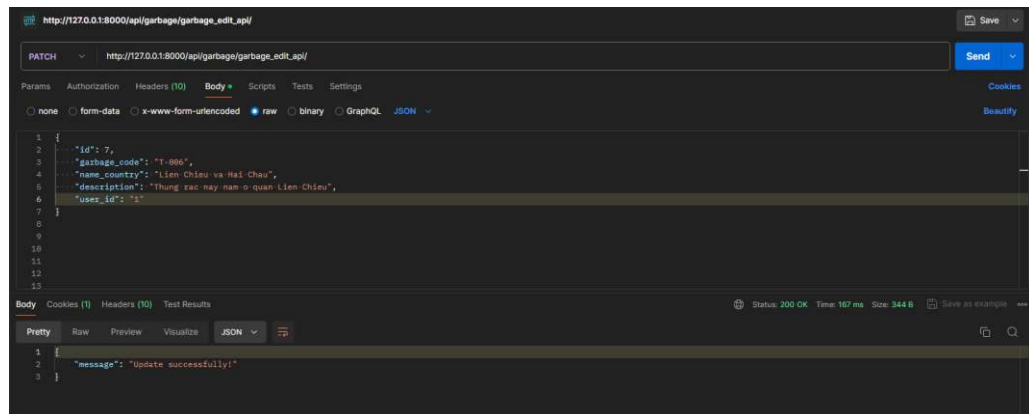 http://127.0.0.1:8000/api/garbage/garbage_edit_api/
Save
PATCH http://127.0.0.1:8000/api/garbage/garbage_edit_api/ Send
Params Authorization Headers (10) Body Scripts Tests Settings Cookies
none form-data x-www-form-urlencoded raw binary GraphQL JSON Beautify
1 {
2 "id": 7,
3 "garbage_code": "T-006",
4 "name_country": "Lien Chieu va Hai Chau",
5 "description": "Thung rac nay nam o quan Lien Chieu",
6 "user_id": "1"
7 }
8
9
10
11
12
13
Body Cookies (1) Headers (10) Test Results Status: 200 OK Time: 167 ms Size: 344 B Save as example
Pretty Raw Preview Visualize JSON
1 {
2 "message": "Update successfully!"
3 }